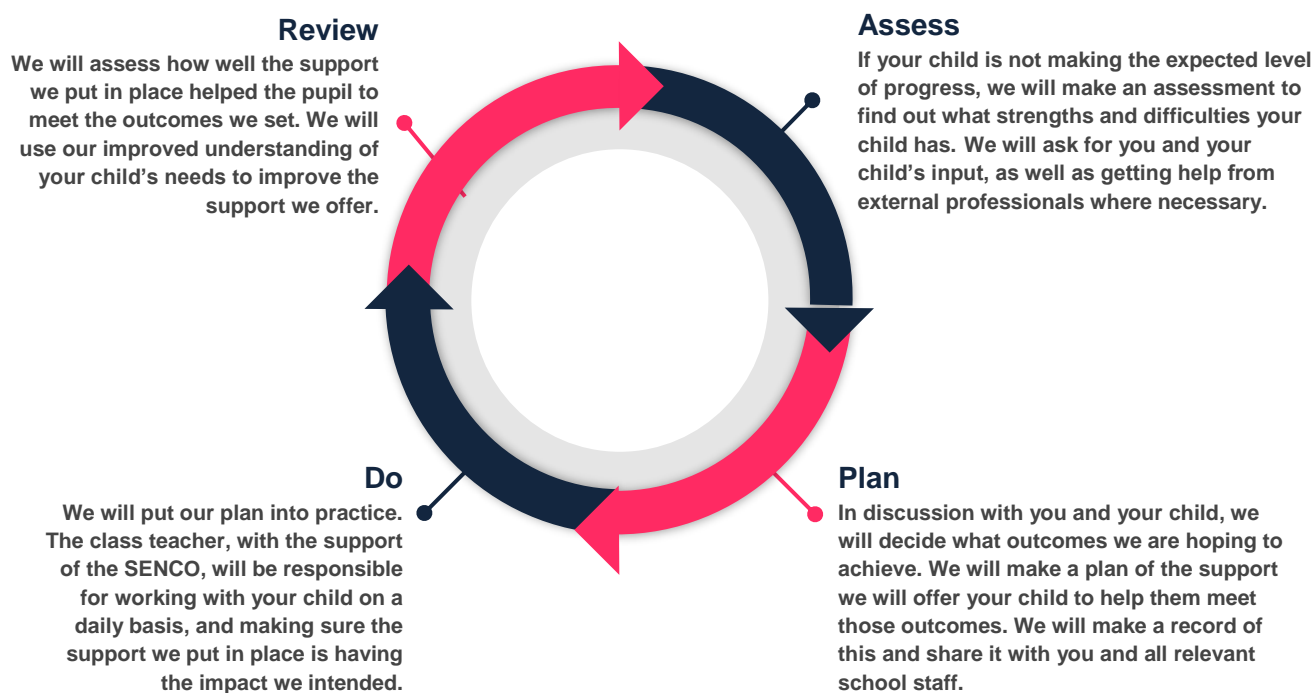 Review
We will assess how well the support
we put in place helped the pupil to
meet the outcomes we set. We will
use our improved understanding of
your child’s needs to improve the
support we offer.
Assess
If your child is not making the expected level
of progress, we will make an assessment to
find out what strengths and difficulties your
child has. We will ask for you and your
child’s input, as well as getting help from
external professionals where necessary.
Do
We will put our plan into practice.
The class teacher, with the support
of the SENCO, will be responsible
for working with your child on a
daily basis, and making sure the
support we put in place is having
the impact we intended.
Plan
In discussion with you and your child, we
will decide what outcomes we are hoping to
achieve. We will make a plan of the support
we will offer your child to help them meet
those outcomes. We will make a record of
this and share it with you and all relevant
school staff.